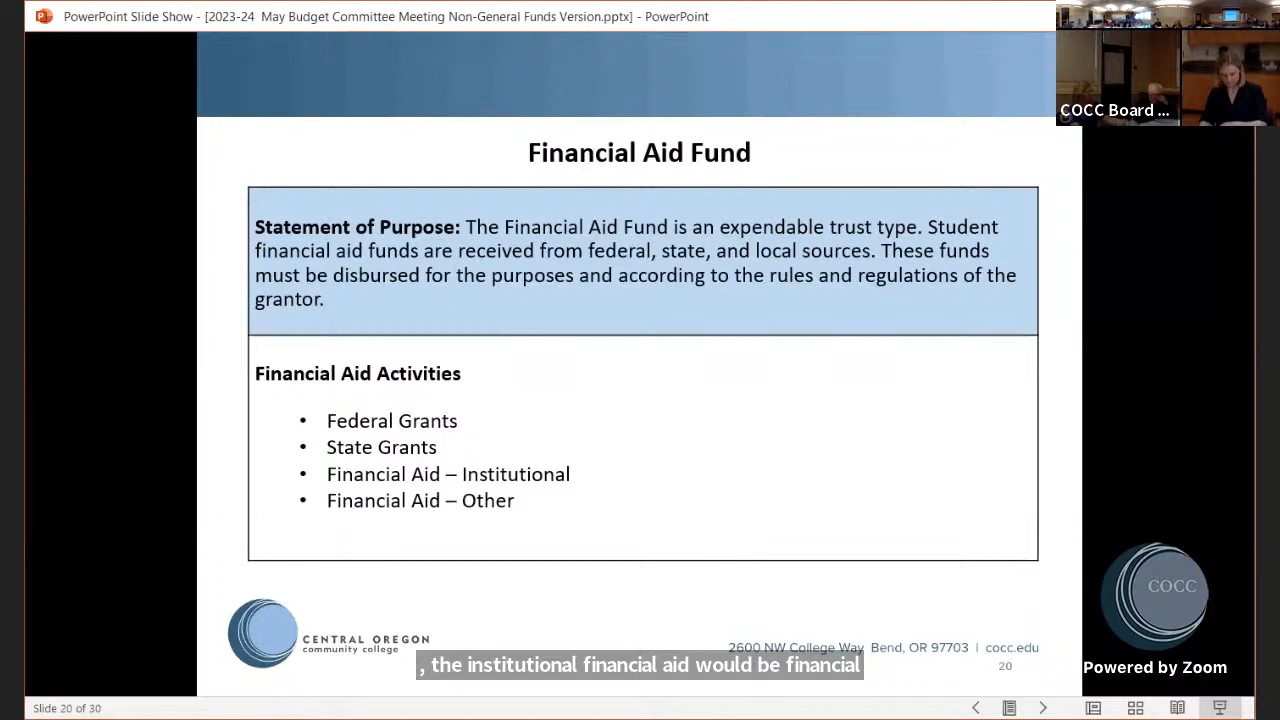 PowerPoint Slide Show - [2023-24 May Budget Committee Meeting Non-General Funds Version.pptx] - PowerPoint
COCC Board ...
Financial Aid Fund
Statement of Purpose: The Financial Aid Fund is an expendable trust type. Student
financial aid funds are received from federal, state, and local sources. These funds
must be disbursed for the purposes and according to the rules and regulations of the
grantor.
Financial Aid Activities
• Federal Grants
• State Grants
• Financial Aid – Institutional
• Financial Aid – Other
COCC
CENTRAL OREGON
community college
2600 NW College Way Bend, OR 97703 | cocc.edu
, the institutional financial aid would be financial
20
Powered by Zoom
Slide 20 of 30